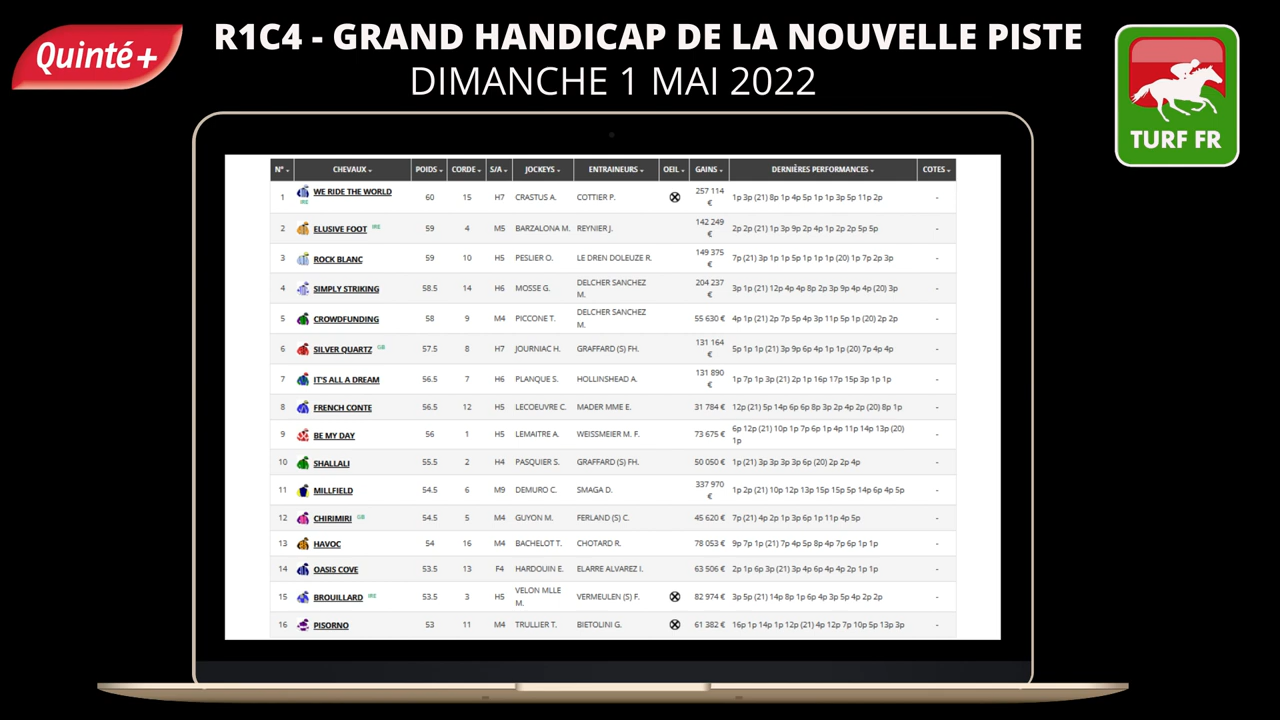 Quinté+
R1C4 - GRAND HANDICAP DE LA NOUVELLE PISTE
DIMANCHE 1 MAI 2022
TURF FR
N° CHEVAUX POIDS CORDE S/A JOCKEYS ENTRAINEURS OEIL GAINS DERNIÈRES PERFORMANCES COTES
1 WE RIDE THE WORLD IRE 60 15 H7 CRASTUS A. COTTIER P. 257 114 € 1p 3p (21) 8p 1p 4p 5p 1p 1p 3p 5p 11p 2p -
2 ELUSIVE FOOT IRE 59 4 M5 BARZALONA M. REYNIER J. 142 249 € 2p 2p (21) 1p 3p 9p 2p 4p 1p 2p 2p 5p 5p -
3 ROCK BLANC 59 10 H5 PESLIER O. LE DREN DOLEUZE R. 149 375 € 7p (21) 3p 1p 1p 5p 1p 1p 1p (20) 1p 7p 2p 3p -
4 SIMPLY STRIKING 58.5 14 H6 MOSSE G. DELCHER SANCHEZ M. 204 237 € 3p 1p (21) 12p 4p 4p 8p 2p 3p 9p 4p 4p (20) 3p -
5 CROWDFUNDING 58 9 M4 PICCONE T. DELCHER SANCHEZ M. 55 630 € 4p 1p (21) 2p 7p 5p 4p 3p 11p 5p 1p (20) 2p 2p -
6 SILVER QUARTZ GB 57.5 8 H7 JOURNIAC H. GRAFFARD (S) FH. 131 164 € 5p 1p 1p (21) 3p 9p 6p 4p 1p 1p (20) 7p 4p 4p -
7 IT'S ALL A DREAM 56.5 7 H6 PLANQUE S. HOLLINSHEAD A. 131 890 € 1p 7p 1p 3p (21) 2p 1p 16p 17p 15p 3p 1p 1p -
8 FRENCH CONTE 56.5 12 H5 LECOEUVRE C. MADER MME E. 31 784 € 12p (21) 5p 14p 6p 6p 8p 3p 2p 4p 2p (20) 8p 1p -
9 BE MY DAY 56 1 H5 LEMAITRE A. WEISSMEIER M. F. 73 675 € 6p 12p (21) 10p 1p 7p 6p 1p 4p 11p 14p 13p (20) 1p -
10 SHALLALI 55.5 2 H4 PASQUIER S. GRAFFARD (S) FH. 50 050 € 1p (21) 3p 3p 3p 3p 6p (20) 2p 2p 4p -
11 MILLFIELD 54.5 6 M9 DEMURO C. SMAGA D. 337 970 € 1p 2p (21) 10p 12p 13p 15p 15p 5p 14p 6p 4p 5p -
12 CHIRIMIRI GB 54.5 5 M4 GUYON M. FERLAND (S) C. 45 620 € 7p (21) 4p 2p 1p 3p 6p 1p 11p 4p 5p -
13 HAVOC 54 16 M4 BACHELOT T. CHOTARD R. 78 053 € 9p 7p 1p (21) 7p 4p 5p 8p 4p 7p 6p 1p 1p -
14 OASIS COVE 53.5 13 F4 HARDOUIN E. ELARRE ALVAREZ I. 63 506 € 2p 1p 6p 3p (21) 3p 4p 6p 4p 4p 2p 1p 1p -
15 BROUILLARD IRE 53.5 3 H5 VELON MLLE M. VERMEULEN (S) F. 82 974 € 3p 5p (21) 14p 8p 1p 6p 4p 3p 5p 4p 2p 2p -
16 PISORNO 53 11 M4 TRULLIER T. BIETOLINI G. 61 382 € 16p 1p 14p 1p 12p (21) 4p 12p 7p 10p 5p 13p 3p -